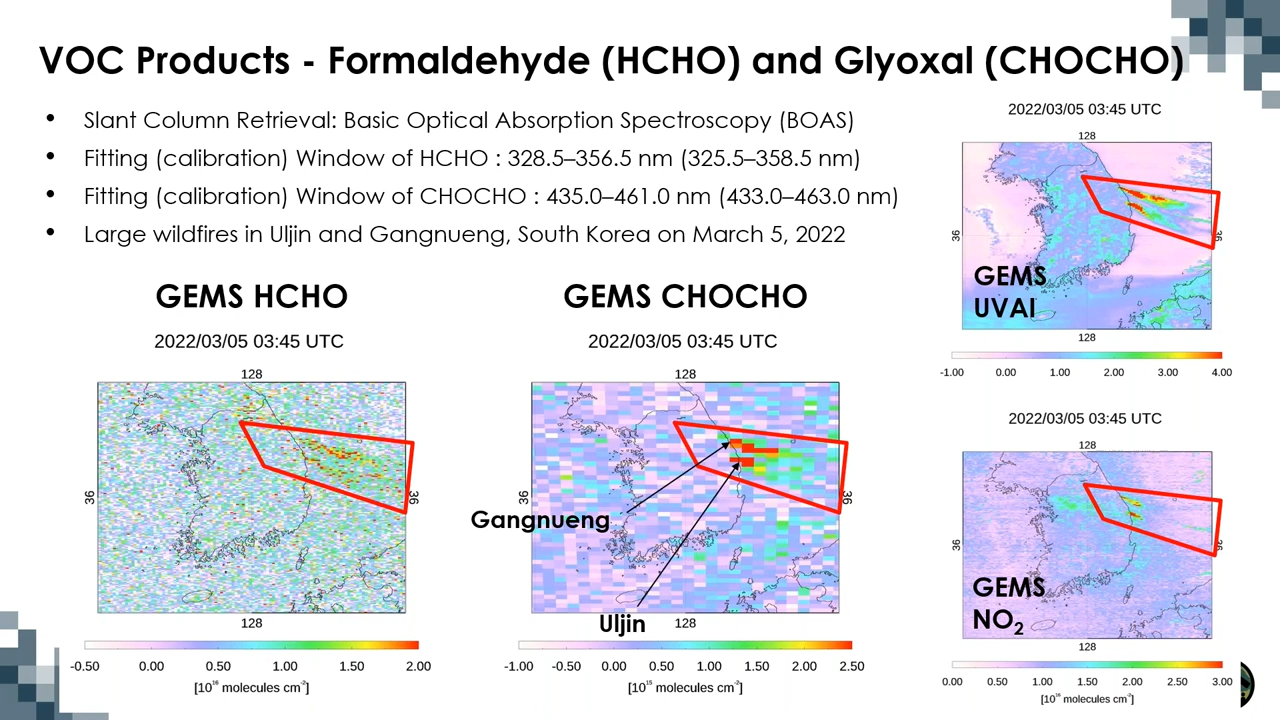 VOC Products - Formaldehyde (HCHO) and Glyoxal (CHOCHO)
• Slant Column Retrieval: Basic Optical Absorption Spectroscopy (BOAS)
• Fitting (calibration) Window of HCHO : 328.5–356.5 nm (325.5–358.5 nm)
• Fitting (calibration) Window of CHOCHO : 435.0–461.0 nm (433.0–463.0 nm)
• Large wildfires in Uljin and Gangnueng, South Korea on March 5, 2022
GEMS HCHO
2022/03/05 03:45 UTC
128
36
36
128
-0.50 0.00 0.50 1.00 1.50 2.00
[10¹⁶ molecules cm⁻²]
GEMS CHOCHO
2022/03/05 03:45 UTC
128
36
Gangnueng
Uljin
128
-1.00 -0.50 0.00 0.50 1.00 1.50 2.00 2.50
[10¹⁵ molecules cm⁻²]
2022/03/05 03:45 UTC
128
36
36
GEMS
UVAI
128
-1.00 0.00 1.00 2.00 3.00 4.00
2022/03/05 03:45 UTC
128
36
36
GEMS
NO₂
128
0.00 0.50 1.00 1.50 2.00 2.50 3.00
[10¹⁶ molecules cm⁻²]